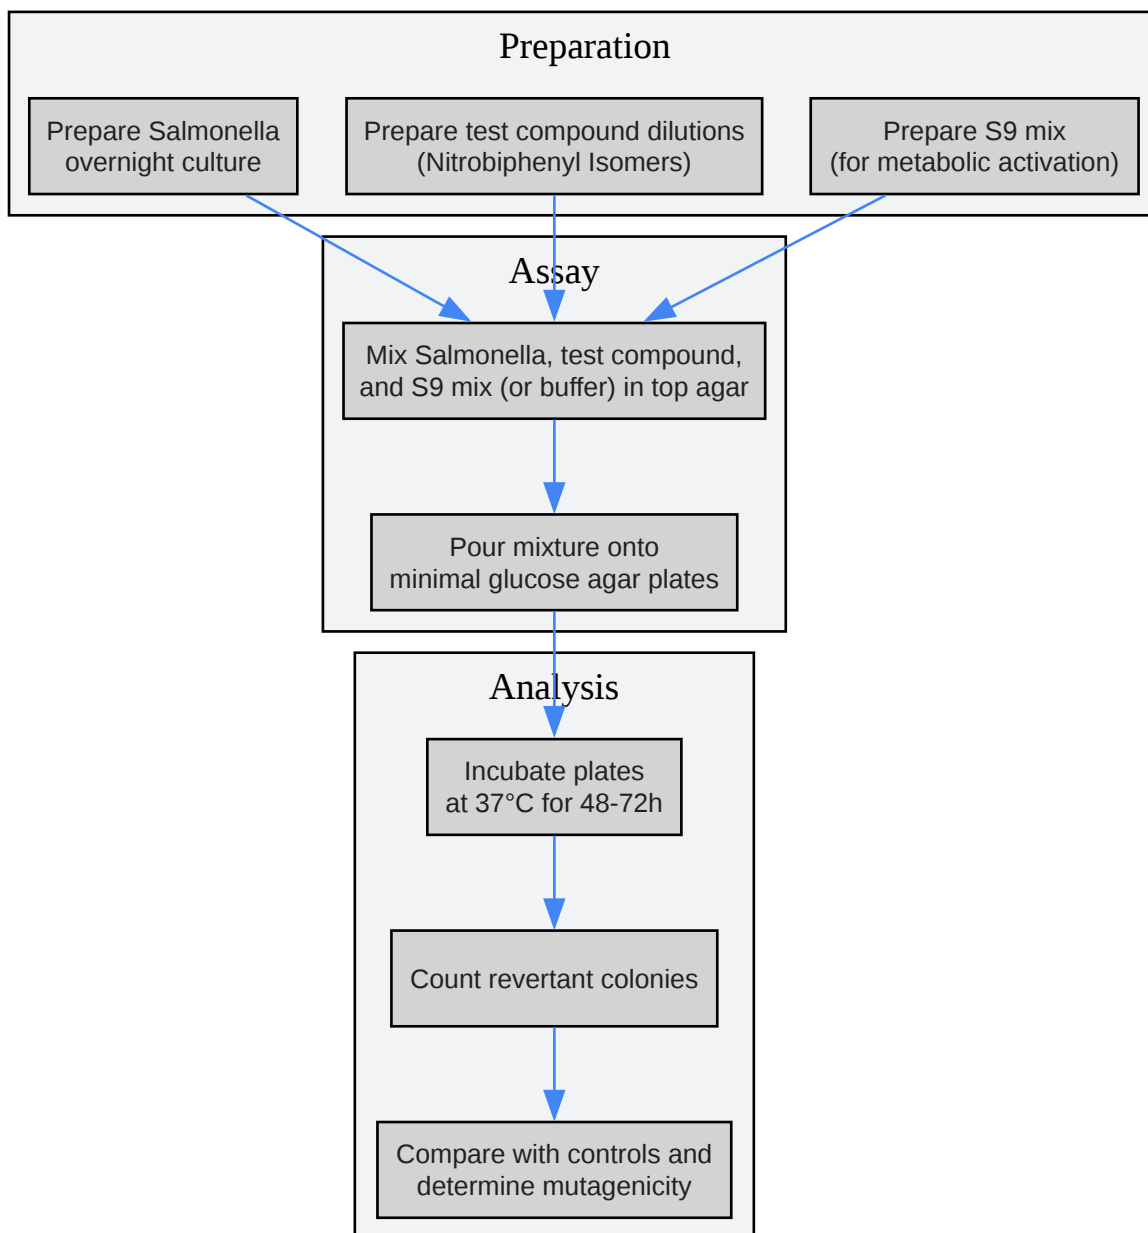 Preparation
Prepare Salmonella
overnight culture
Prepare test compound dilutions
(Nitrobiphenyl Isomers)
Prepare S9 mix
(for metabolic activation)
Assay
Mix Salmonella, test compound,
and S9 mix (or buffer) in top agar
Pour mixture onto
minimal glucose agar plates
Analysis
Incubate plates
at 37°C for 48-72h
Count revertant colonies
Compare with controls and
determine mutagenicity